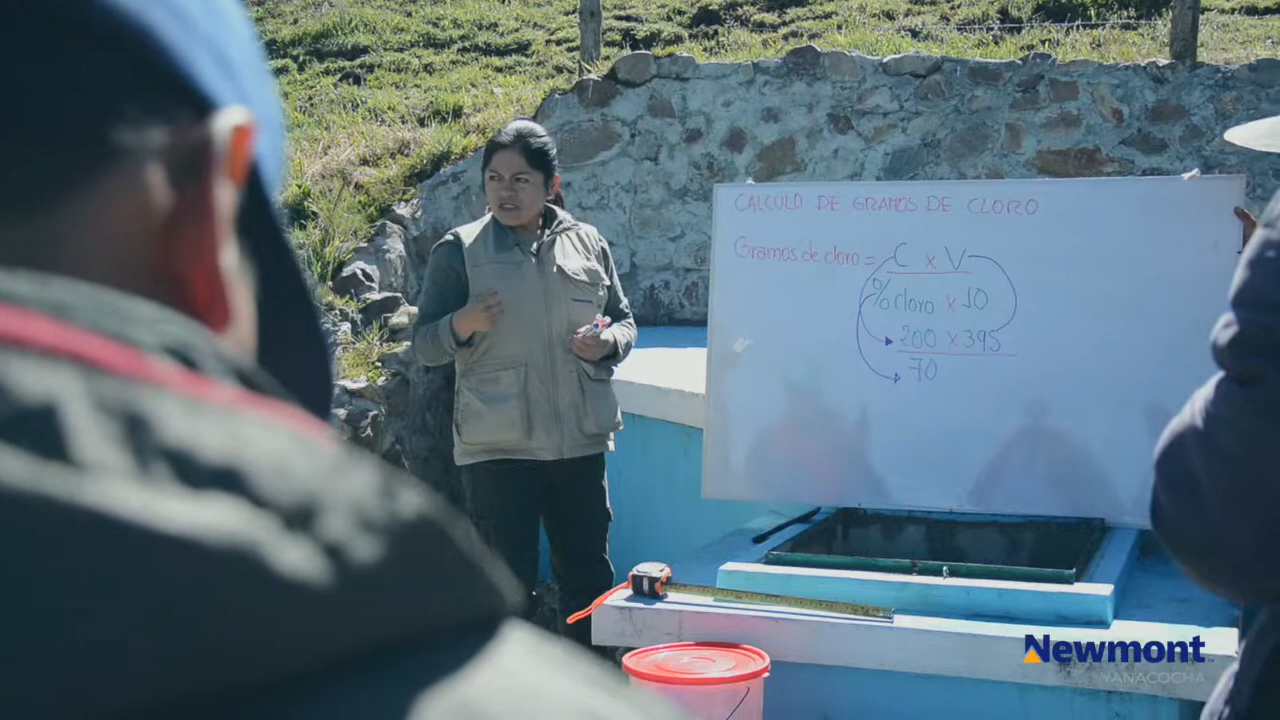 CALCULO DE GRAMOS DE CLORO
Gramos de cloro = C x V
% cloro x 10
200 x 395
70
Newmont
YANACOCHA